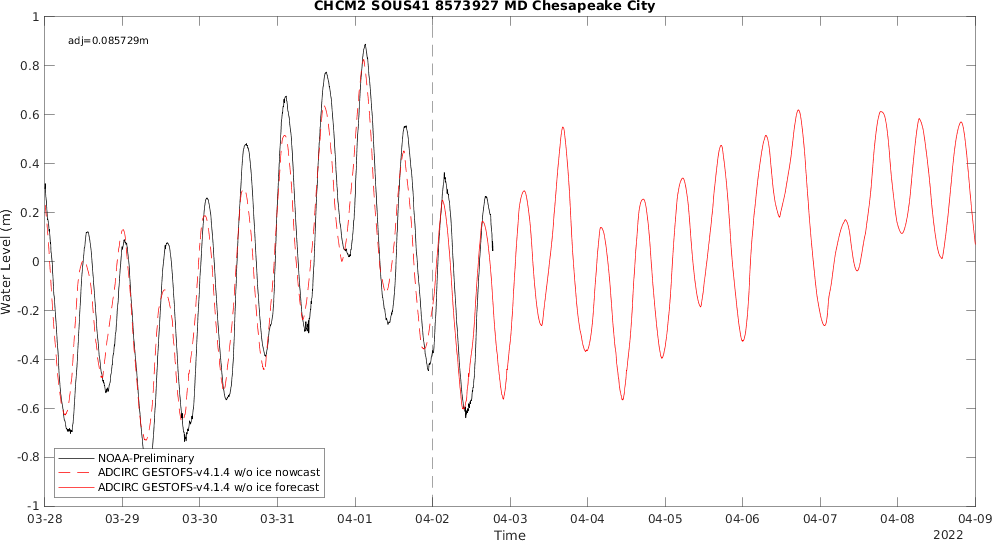 CHCM2 SOUS41 8573927 MD Chesapeake City
adj=0.085729m
Water Level (m)
1
0.8
0.6
0.4
0.2
0
-0.2
-0.4
-0.6
-0.8
-1
NOAA-Preliminary
ADCIRC GESTOFS-v4.1.4 w/o ice nowcast
ADCIRC GESTOFS-v4.1.4 w/o ice forecast
03-28 03-29 03-30 03-31 04-01 04-02 04-03 04-04 04-05 04-06 04-07 04-08 04-09
Time
2022